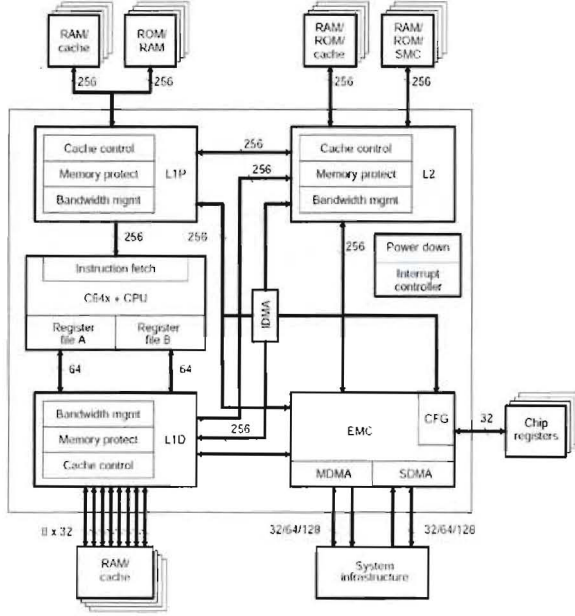 RAM/
cache
ROM/
RAM
RAM/
ROM/
cache
RAM/
ROM/
SMC
256
256
256
256
Cache control
Memory protect
Bandwidth mgmt
L1P
256
256
Cache control
Memory protect
Bandwidth mgmt
L2
256
256
256
Power down
Interrupt
controller
Instruction fetch
C64x + CPU
Register
file A
Register
file B
IDMA
64
64
Bandwidth mgmt
Memory protect
Cache control
L1D
256
EMC
CFG
MDMA
SDMA
32
Chip
registers
8 x 32
32/64/128
32/64/128
RAM/
cache
System
infrastructure